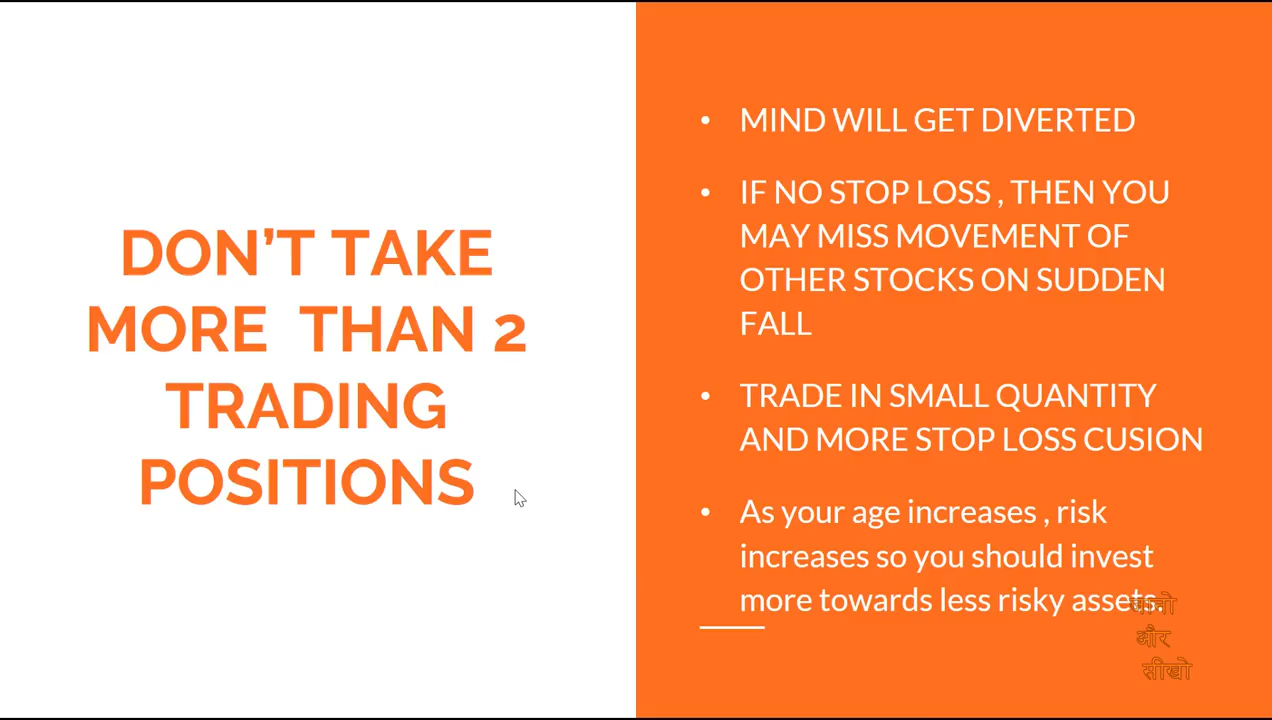 DON'T TAKE
MORE THAN 2
TRADING
POSITIONS
• MIND WILL GET DIVERTED
• IF NO STOP LOSS , THEN YOU
MAY MISS MOVEMENT OF
OTHER STOCKS ON SUDDEN
FALL
• TRADE IN SMALL QUANTITY
AND MORE STOP LOSS CUSION
• As your age increases , risk
increases so you should invest
more towards less risky assets.
और
सीखो